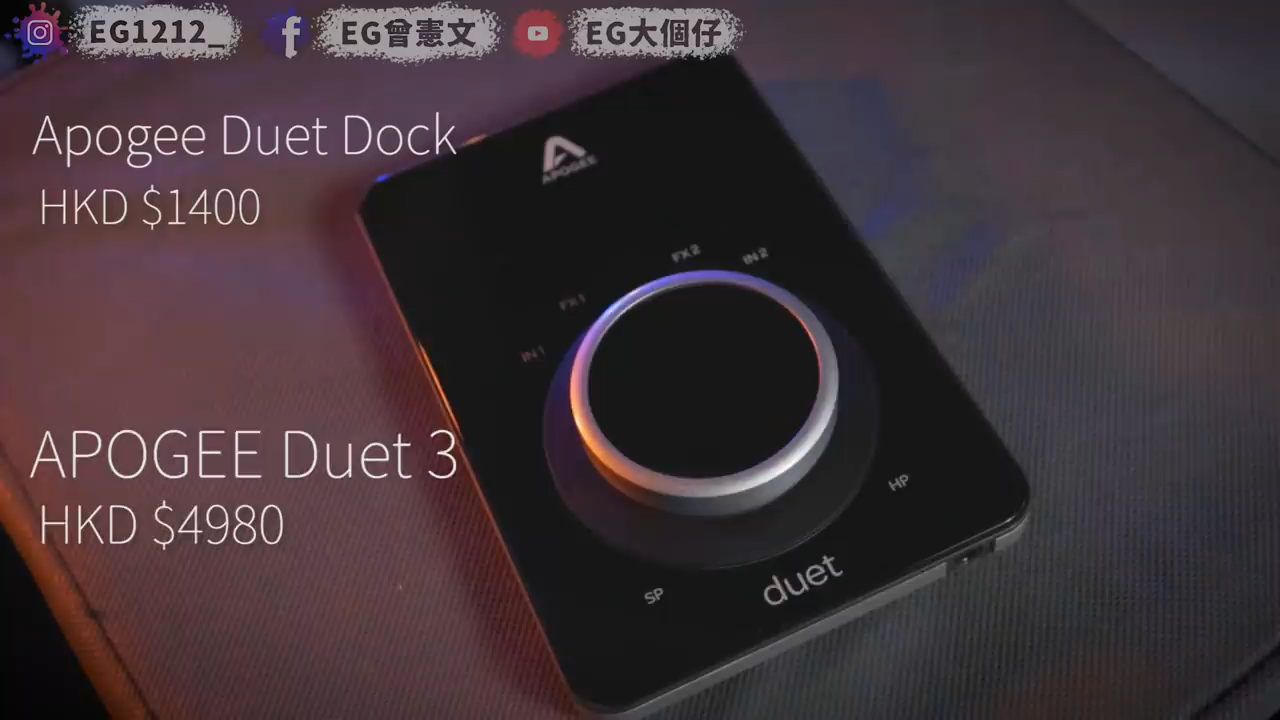 EG1212_ EG曾憲文 EG大個仔
Apogee Duet Dock
HKD $1400
APOGEE Duet 3
HKD $4980
APOGEE
FX 2
IN 2
FX 1
IN 1
HP
SP
duet